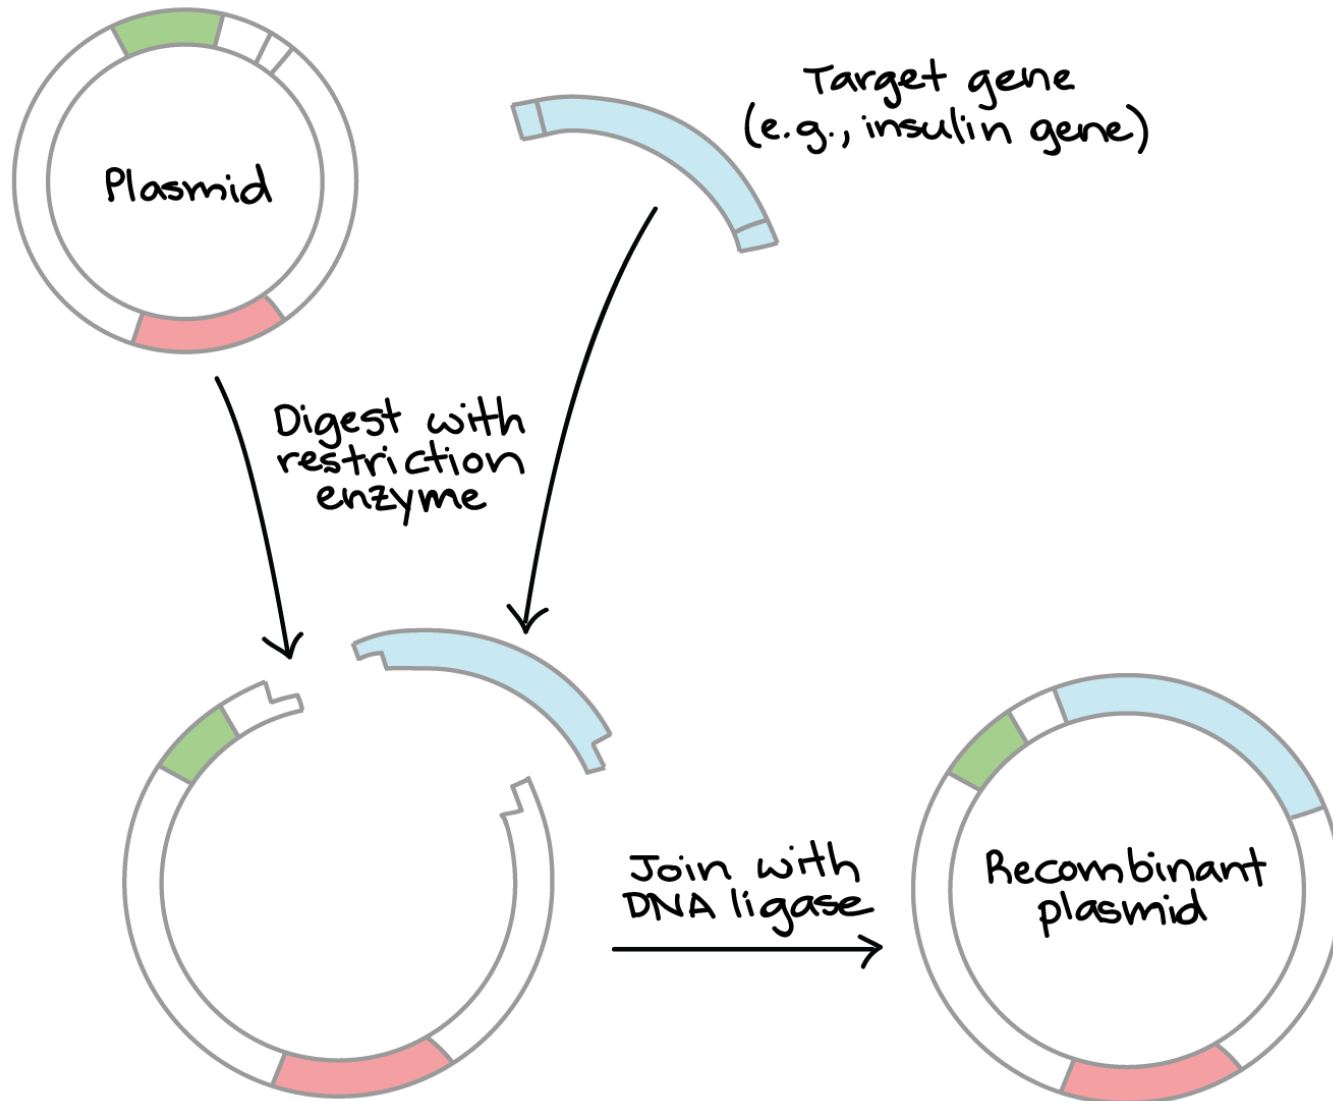 Plasmid
Target gene
(e.g., insulin gene)
Digest with
restriction
enzyme
Join with
DNA ligase
Recombinant
plasmid